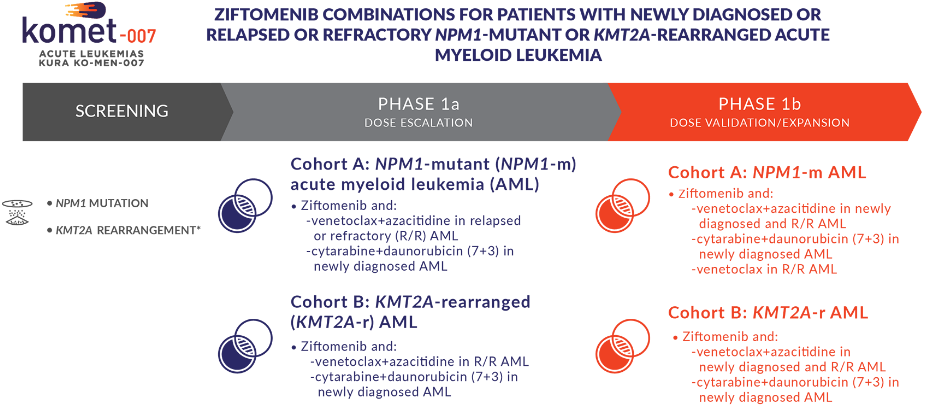 komet-007
ACUTE LEUKEMIAS
KURA KO-MEN-007
ZIFTOMENIB COMBINATIONS FOR PATIENTS WITH NEWLY DIAGNOSED OR
RELAPSED OR REFRACTORY NPM1-MUTANT OR KMT2A-REARRANGED ACUTE
MYELOID LEUKEMIA
SCREENING
PHASE 1a
DOSE ESCALATION
PHASE 1b
DOSE VALIDATION/EXPANSION
• NPM1 MUTATION
• KMT2A REARRANGEMENT*
Cohort A: NPM1-mutant (NPM1-m)
acute myeloid leukemia (AML)
• Ziftomenib and:
-venetoclax+azacitidine in relapsed
or refractory (R/R) AML
-cytarabine+daunorubicin (7+3) in
newly diagnosed AML
Cohort B: KMT2A-rearranged
(KMT2A-r) AML
• Ziftomenib and:
-venetoclax+azacitidine in R/R AML
-cytarabine+daunorubicin (7+3) in
newly diagnosed AML
Cohort A: NPM1-m AML
• Ziftomenib and:
-venetoclax+azacitidine in newly
diagnosed and R/R AML
-cytarabine+daunorubicin (7+3) in
newly diagnosed AML
-venetoclax in R/R AML
Cohort B: KMT2A-r AML
• Ziftomenib and:
-venetoclax+azacitidine in
newly diagnosed and R/R AML
-cytarabine+daunorubicin (7+3) in
newly diagnosed AML